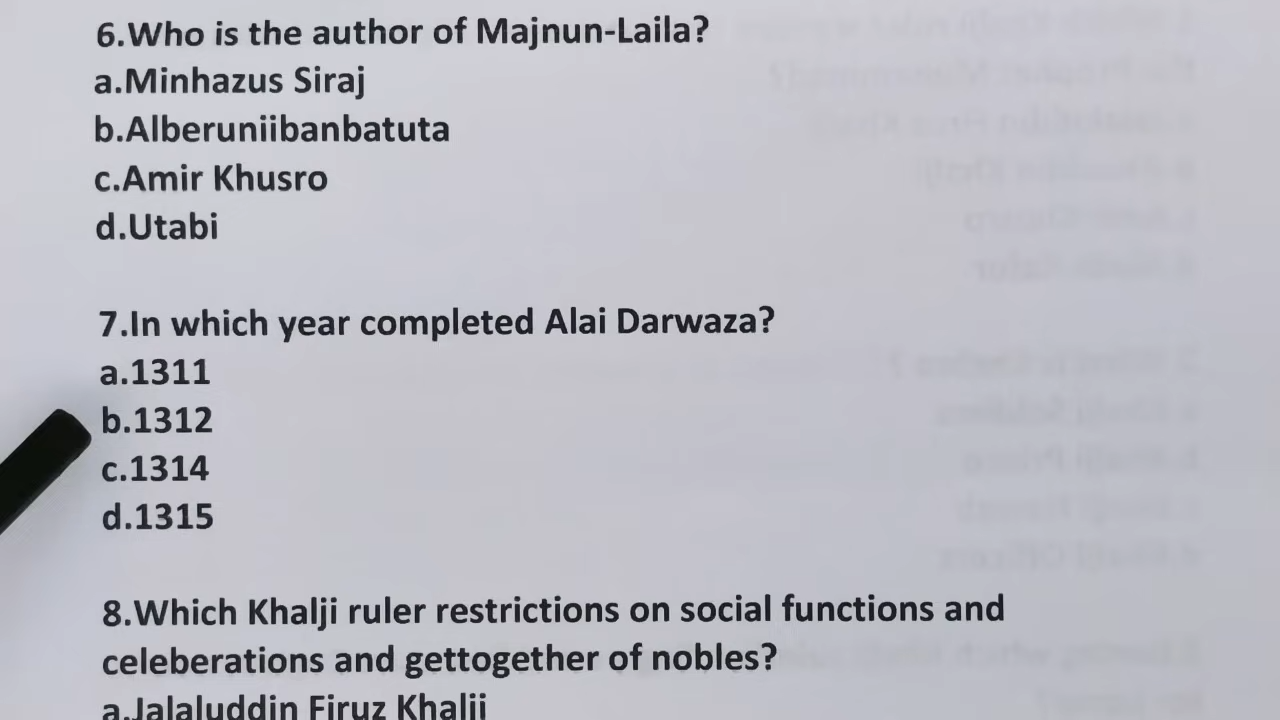 6.Who is the author of Majnun-Laila?
a.Minhazus Siraj
b.Alberuniibanbatuta
c.Amir Khusro
d.Utabi
7.In which year completed Alai Darwaza?
a.1311
b.1312
c.1314
d.1315
8.Which Khalji ruler restrictions on social functions and
celeberations and gettogether of nobles?
a.Jalaluddin Firuz Khalji